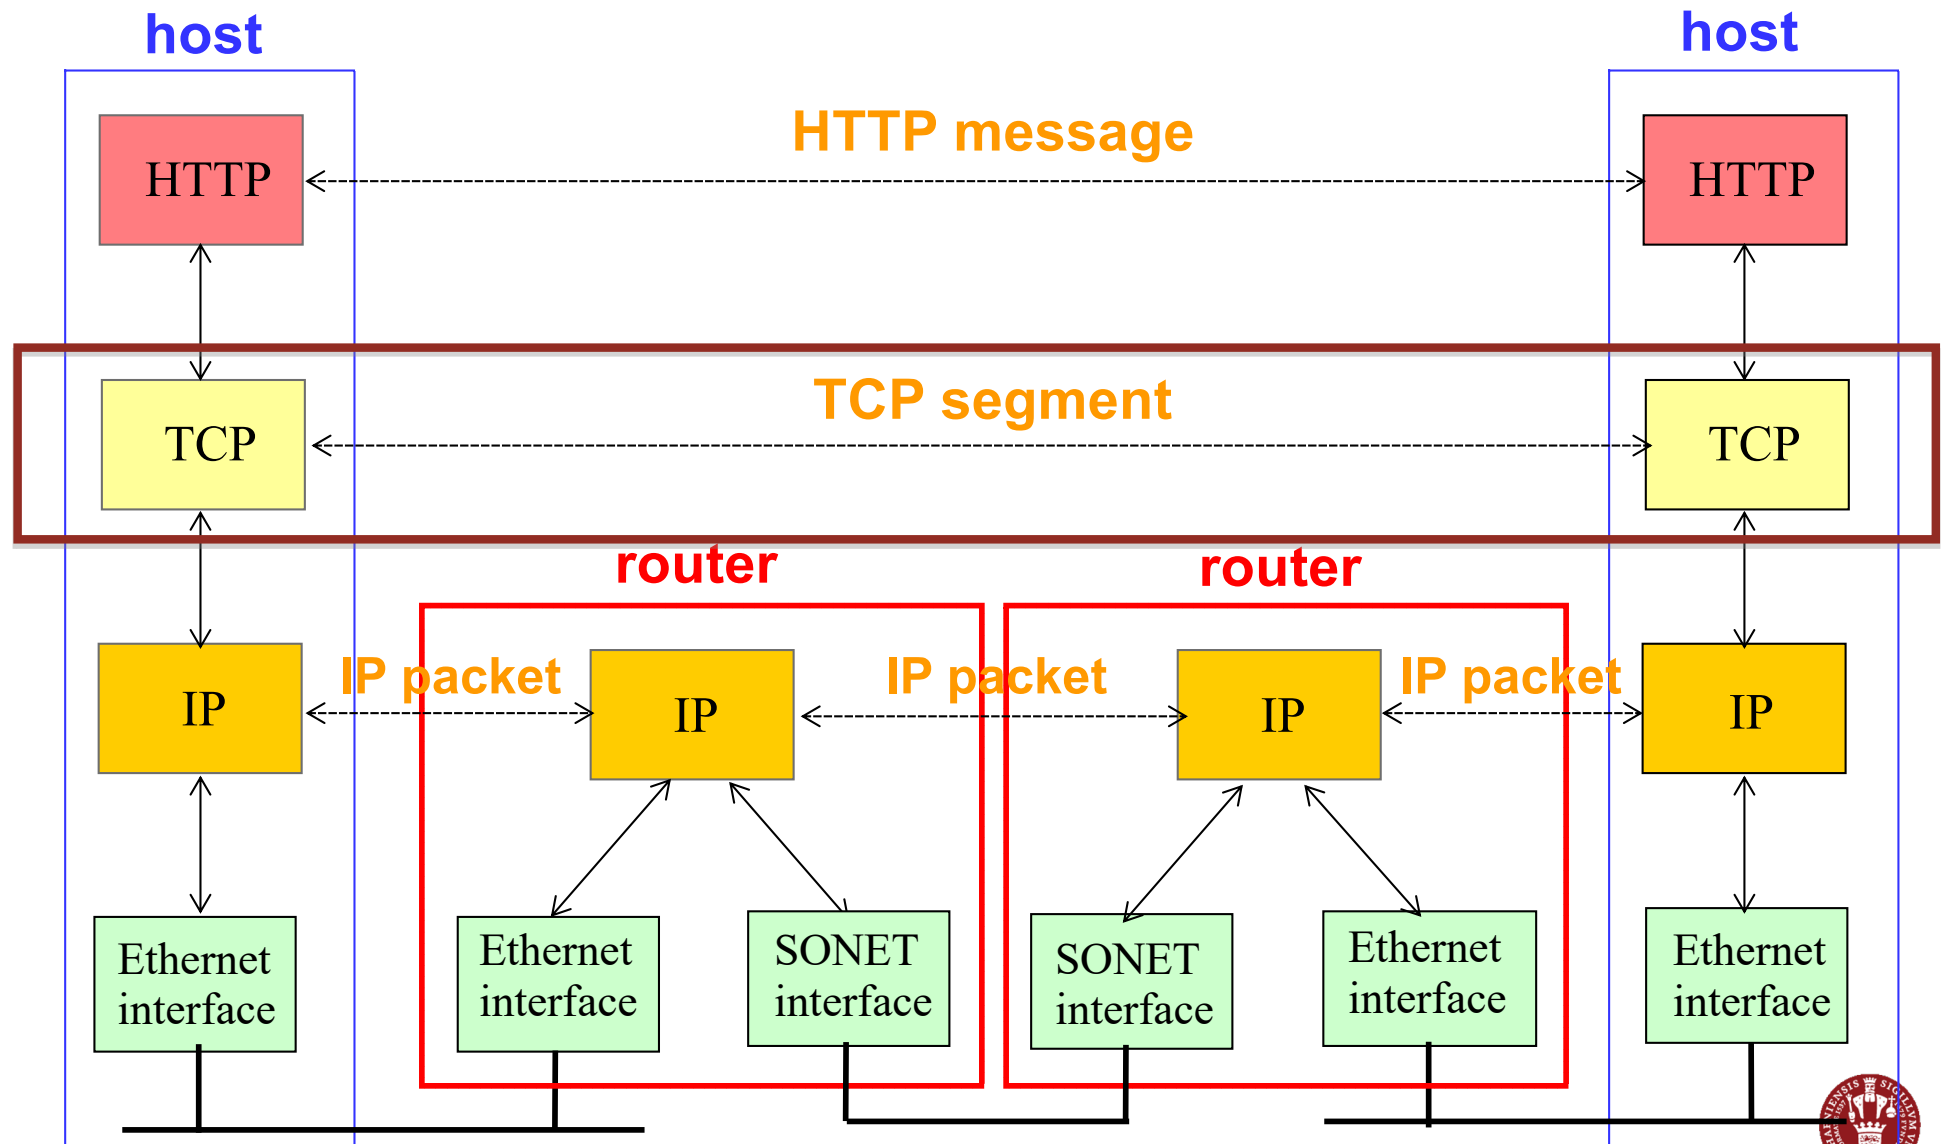 host
host
HTTP message
HTTP
HTTP
TCP segment
TCP
TCP
router
router
IP packet
IP packet
IP packet
IP
IP
IP
IP
Ethernet
interface
Ethernet
interface
SONET
interface
SONET
interface
Ethernet
interface
Ethernet
interface